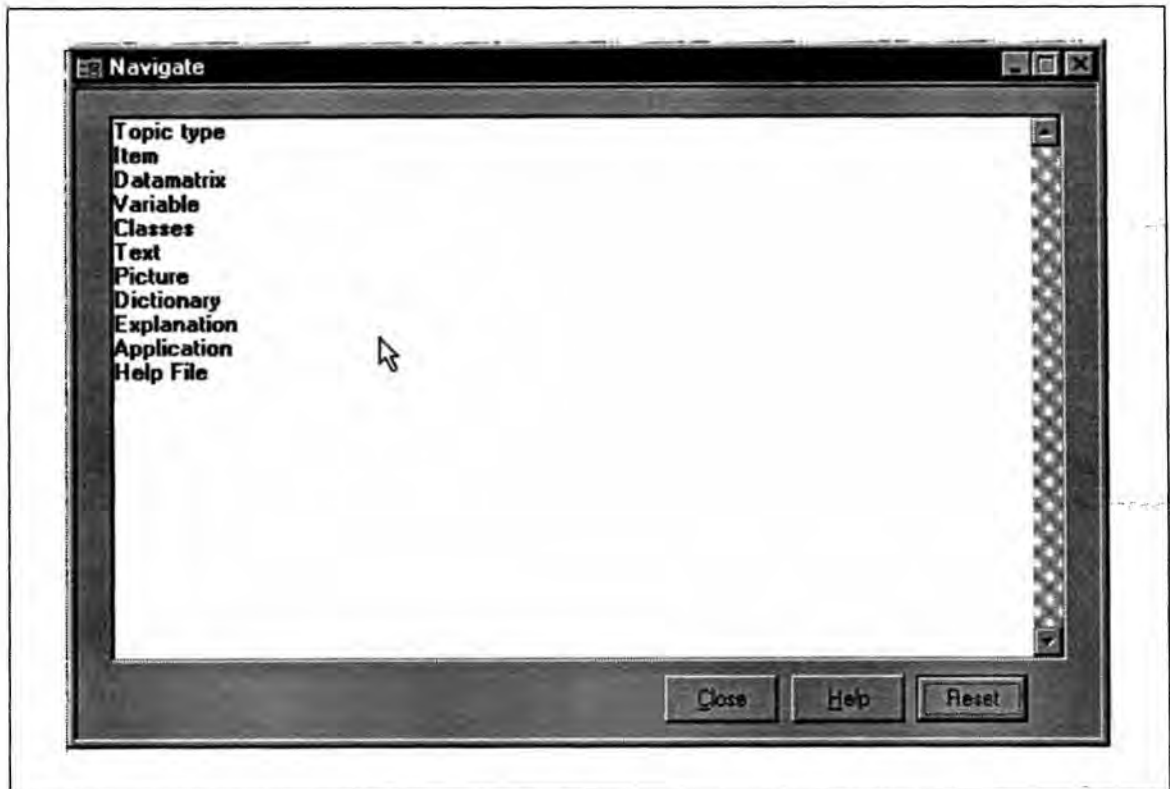 Navigate
Topic type
Item
Datamatrix
Variable
Classes
Text
Picture
Dictionary
Explanation
Application
Help File
Close Help Reset